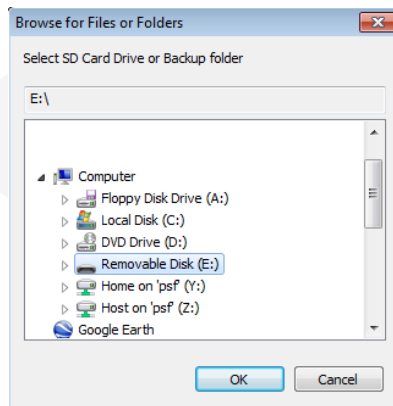 Browse for Files or Folders
Select SD Card Drive or Backup folder
E:\
Computer
Floppy Disk Drive (A:)
Local Disk (C:)
DVD Drive (D:)
Removable Disk (E:)
Home on 'psf' (Y:)
Host on 'psf' (Z:)
Google Earth
OK Cancel